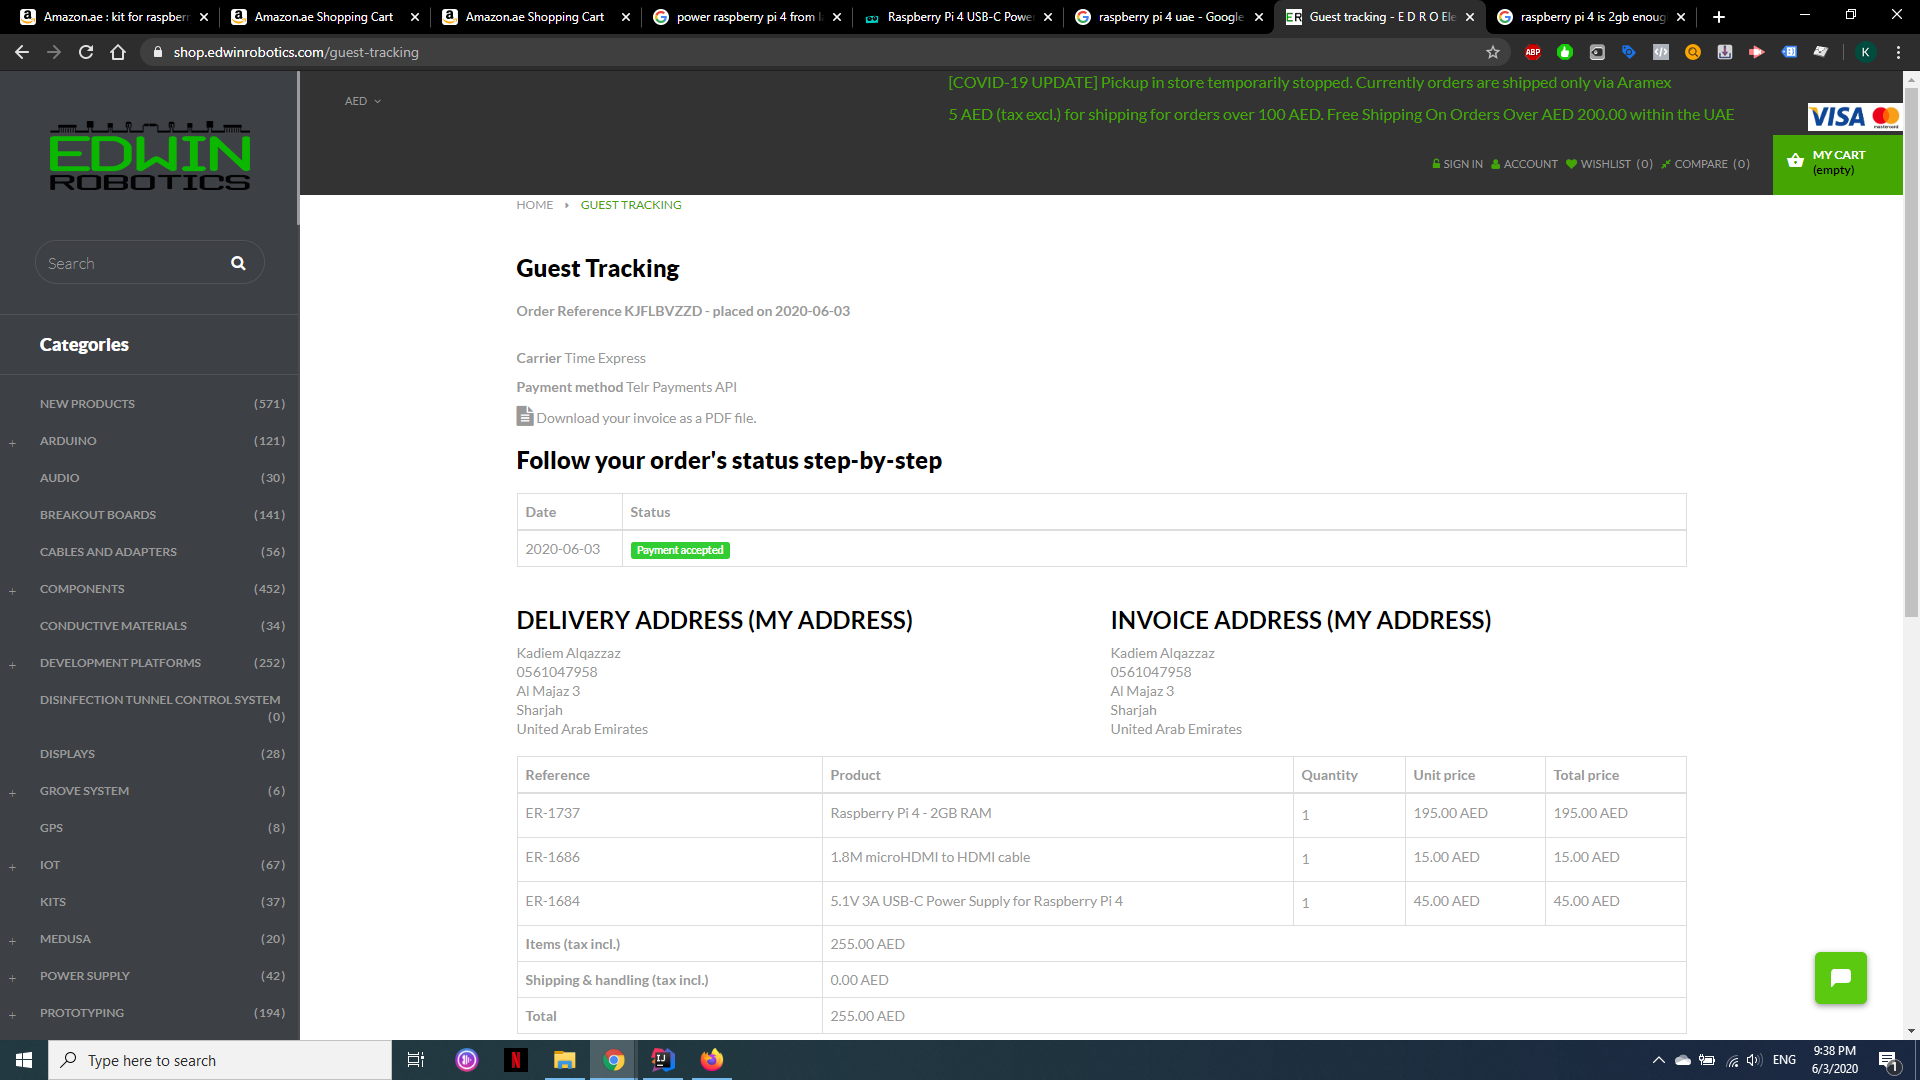 Amazon.ae : kit for raspberr
Amazon.ae Shopping Cart
Amazon.ae Shopping Cart
power raspberry pi 4 from l
Raspberry Pi 4 USB-C Powe
raspberry pi 4 uae - Google
Guest tracking - E D R O Ele
raspberry pi 4 is 2gb enoug
shop.edwinrobotics.com/guest-tracking
ABP
K
AED
[COVID-19 UPDATE] Pickup in store temporarily stopped. Currently orders are shipped only via Aramex
5 AED (tax excl.) for shipping for orders over 100 AED. Free Shipping On Orders Over AED 200.00 within the UAE
VISA
mastercard
SIGN IN ACCOUNT WISHLIST (0) COMPARE (0)
MY CART
(empty)
EDWIN
ROBOTICS
Search
Categories
NEW PRODUCTS (571)
+ ARDUINO (121)
AUDIO (30)
BREAKOUT BOARDS (141)
CABLES AND ADAPTERS (56)
+ COMPONENTS (452)
CONDUCTIVE MATERIALS (34)
+ DEVELOPMENT PLATFORMS (252)
DISINFECTION TUNNEL CONTROL SYSTEM
(0)
DISPLAYS (28)
+ GROVE SYSTEM (6)
GPS (8)
+ IOT (67)
KITS (37)
+ MEDUSA (20)
+ POWER SUPPLY (42)
+ PROTOTYPING (194)
HOME GUEST TRACKING
Guest Tracking
Order Reference KJFLBVZZD - placed on 2020-06-03
Carrier Time Express
Payment method Telr Payments API
Download your invoice as a PDF file.
Follow your order's status step-by-step
Date Status
2020-06-03 Payment accepted
DELIVERY ADDRESS (MY ADDRESS)
Kadiem Alqazzaz
0561047958
Al Majaz 3
Sharjah
United Arab Emirates
INVOICE ADDRESS (MY ADDRESS)
Kadiem Alqazzaz
0561047958
Al Majaz 3
Sharjah
United Arab Emirates
Reference Product Quantity Unit price Total price
ER-1737 Raspberry Pi 4 - 2GB RAM 1 195.00 AED 195.00 AED
ER-1686 1.8M microHDMI to HDMI cable 1 15.00 AED 15.00 AED
ER-1684 5.1V 3A USB-C Power Supply for Raspberry Pi 4 1 45.00 AED 45.00 AED
Items (tax incl.) 255.00 AED
Shipping & handling (tax incl.) 0.00 AED
Total 255.00 AED
Type here to search
ENG
9:38 PM
6/3/2020
1